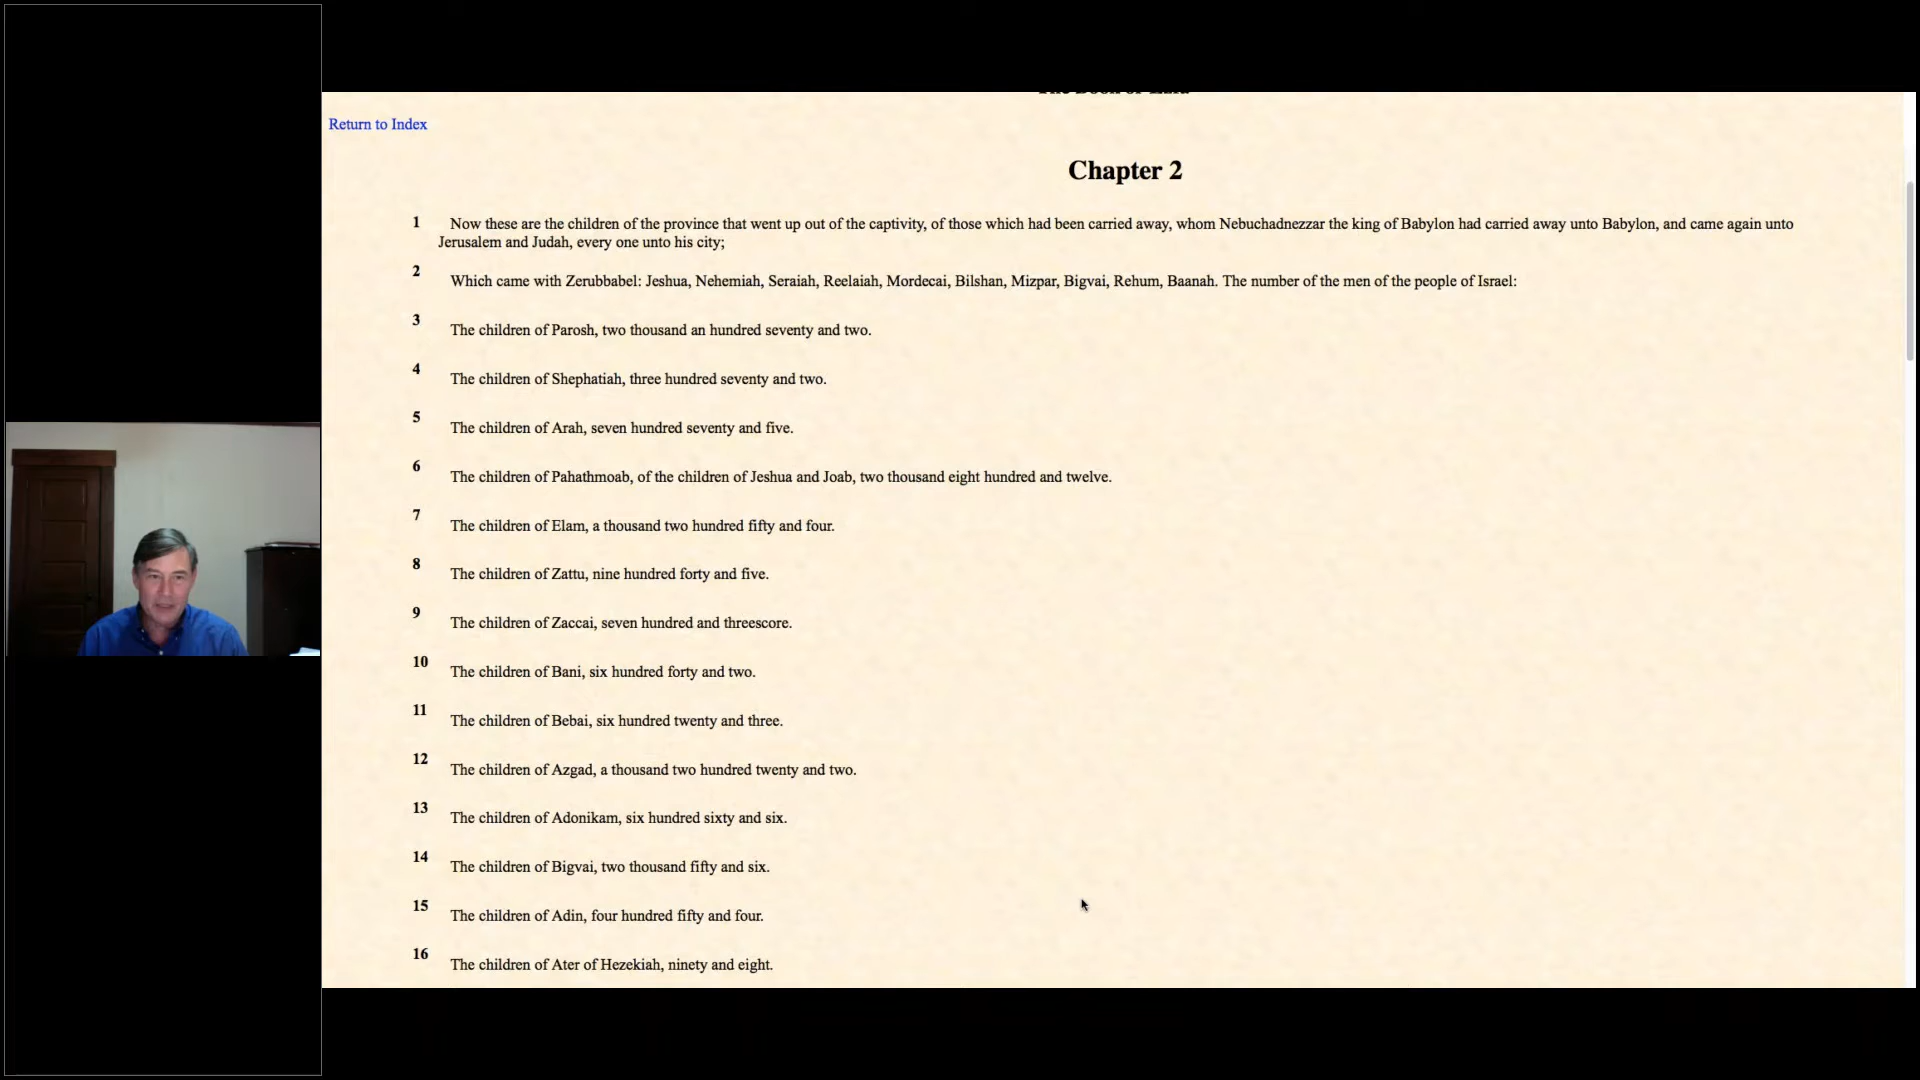 Return to Index
Chapter 2
1 Now these are the children of the province that went up out of the captivity, of those which had been carried away, whom Nebuchadnezzar the king of Babylon had carried away unto Babylon, and came again unto
Jerusalem and Judah, every one unto his city;
2 Which came with Zerubbabel: Jeshua, Nehemiah, Seraiah, Reelaiah, Mordecai, Bilshan, Mizpar, Bigvai, Rehum, Baanah. The number of the men of the people of Israel:
3 The children of Parosh, two thousand an hundred seventy and two.
4 The children of Shephatiah, three hundred seventy and two.
5 The children of Arah, seven hundred seventy and five.
6 The children of Pahathmoab, of the children of Jeshua and Joab, two thousand eight hundred and twelve.
7 The children of Elam, a thousand two hundred fifty and four.
8 The children of Zattu, nine hundred forty and five.
9 The children of Zaccai, seven hundred and threescore.
10 The children of Bani, six hundred forty and two.
11 The children of Bebai, six hundred twenty and three.
12 The children of Azgad, a thousand two hundred twenty and two.
13 The children of Adonikam, six hundred sixty and six.
14 The children of Bigvai, two thousand fifty and six.
15 The children of Adin, four hundred fifty and four.
16 The children of Ater of Hezekiah, ninety and eight.